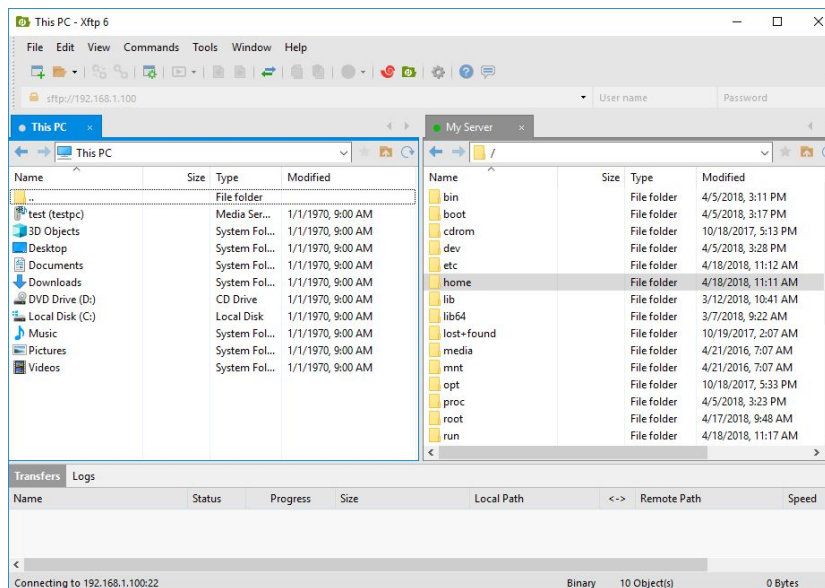 This PC - Xftp 6
File Edit View Commands Tools Window Help
sftp://192.168.1.100 User name Password
This PC × My Server ×
This PC /
Name Size Type Modified Name Size Type Modified
.. File folder bin File folder 4/5/2018, 3:11 PM
test (testpc) Media Ser... 1/1/1970, 9:00 AM boot File folder 4/5/2018, 3:17 PM
3D Objects System Fol... 1/1/1970, 9:00 AM cdrom File folder 10/18/2017, 5:13 PM
Desktop System Fol... 1/1/1970, 9:00 AM dev File folder 4/5/2018, 3:28 PM
Documents System Fol... 1/1/1970, 9:00 AM etc File folder 4/18/2018, 11:12 AM
Downloads System Fol... 1/1/1970, 9:00 AM home File folder 4/18/2018, 11:11 AM
DVD Drive (D:) CD Drive 1/1/1970, 9:00 AM lib File folder 3/12/2018, 10:41 AM
Local Disk (C:) Local Disk 1/1/1970, 9:00 AM lib64 File folder 3/7/2018, 9:22 AM
Music System Fol... 1/1/1970, 9:00 AM lost+found File folder 10/19/2017, 2:07 AM
Pictures System Fol... 1/1/1970, 9:00 AM media File folder 4/21/2016, 7:07 AM
Videos System Fol... 1/1/1970, 9:00 AM mnt File folder 4/21/2016, 7:07 AM
opt File folder 10/18/2017, 5:33 PM
proc File folder 4/5/2018, 3:23 PM
root File folder 4/17/2018, 9:48 AM
run File folder 4/18/2018, 11:17 AM
Transfers Logs
Name Status Progress Size Local Path <-> Remote Path Speed
Connecting to 192.168.1.100:22 Binary 10 Object(s) 0 Bytes